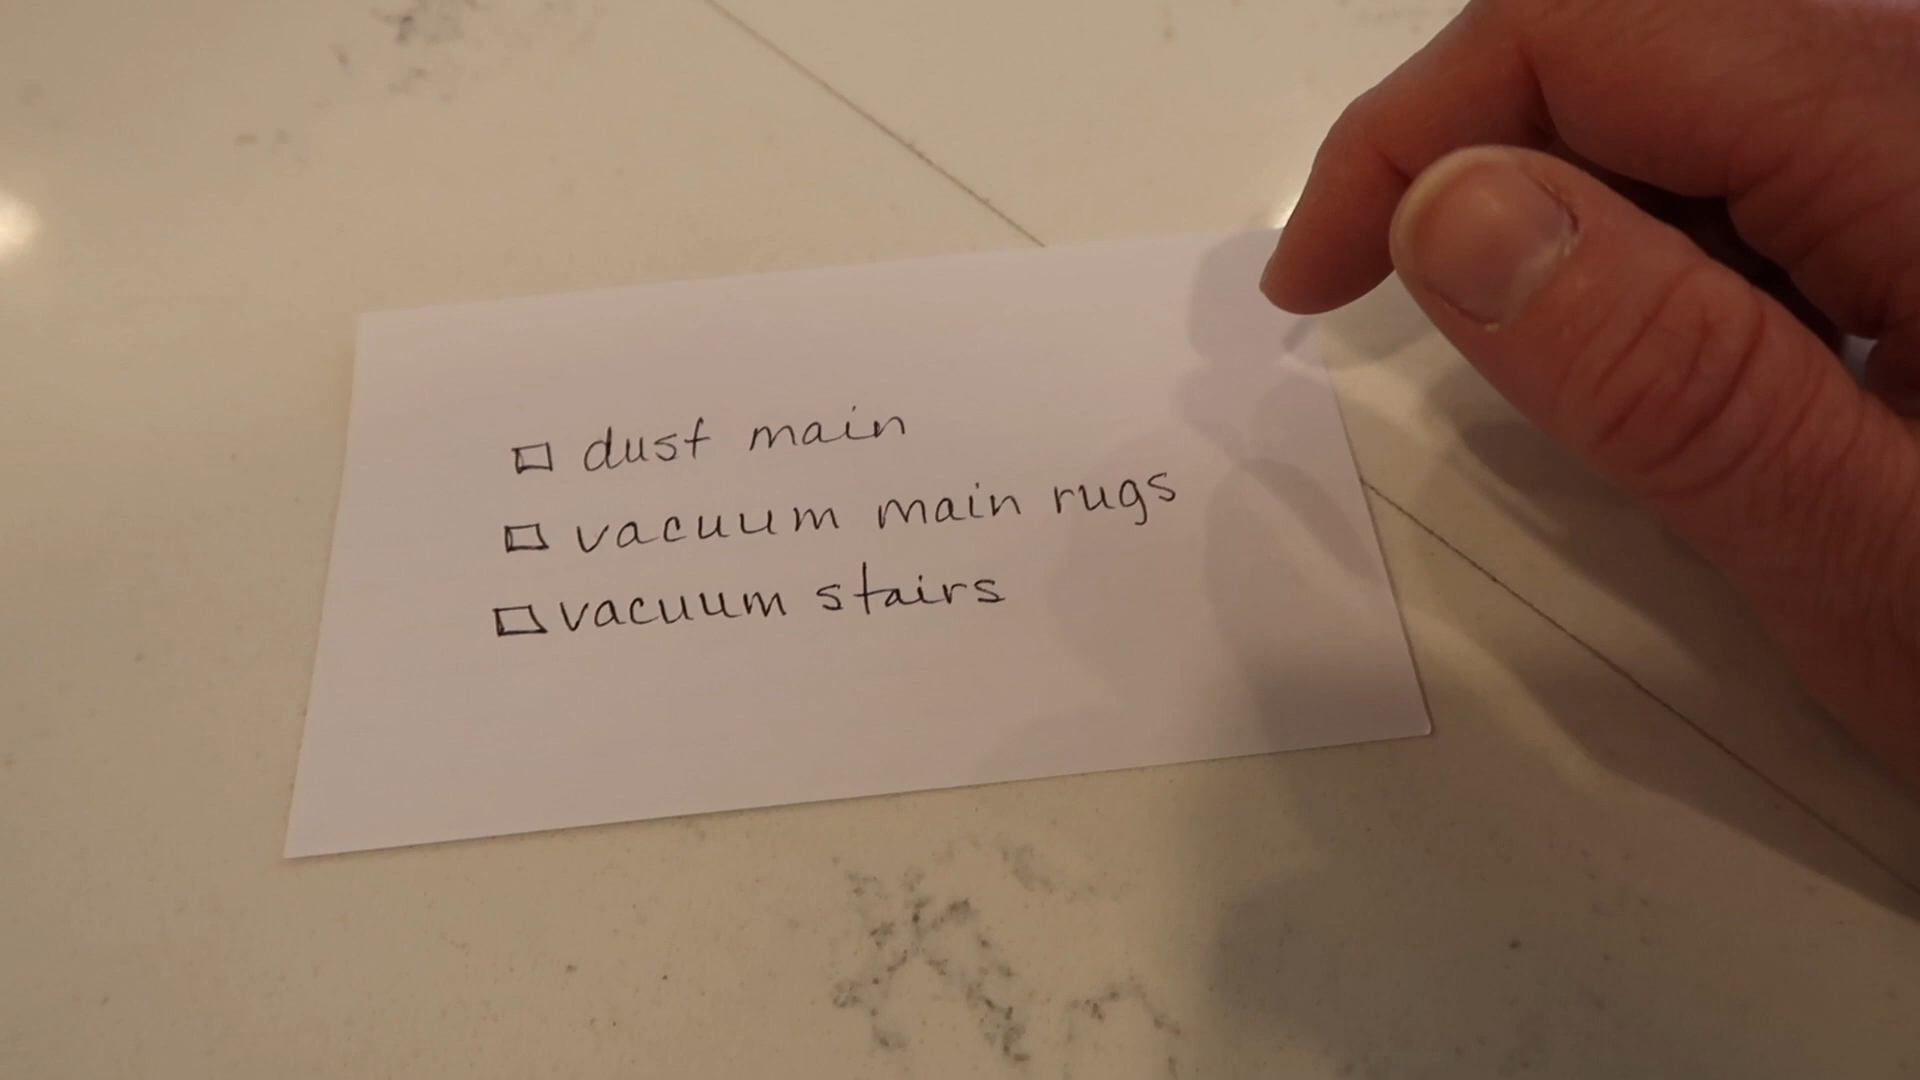 ☐ dust main
☐ vacuum main rugs
☐ vacuum stairs